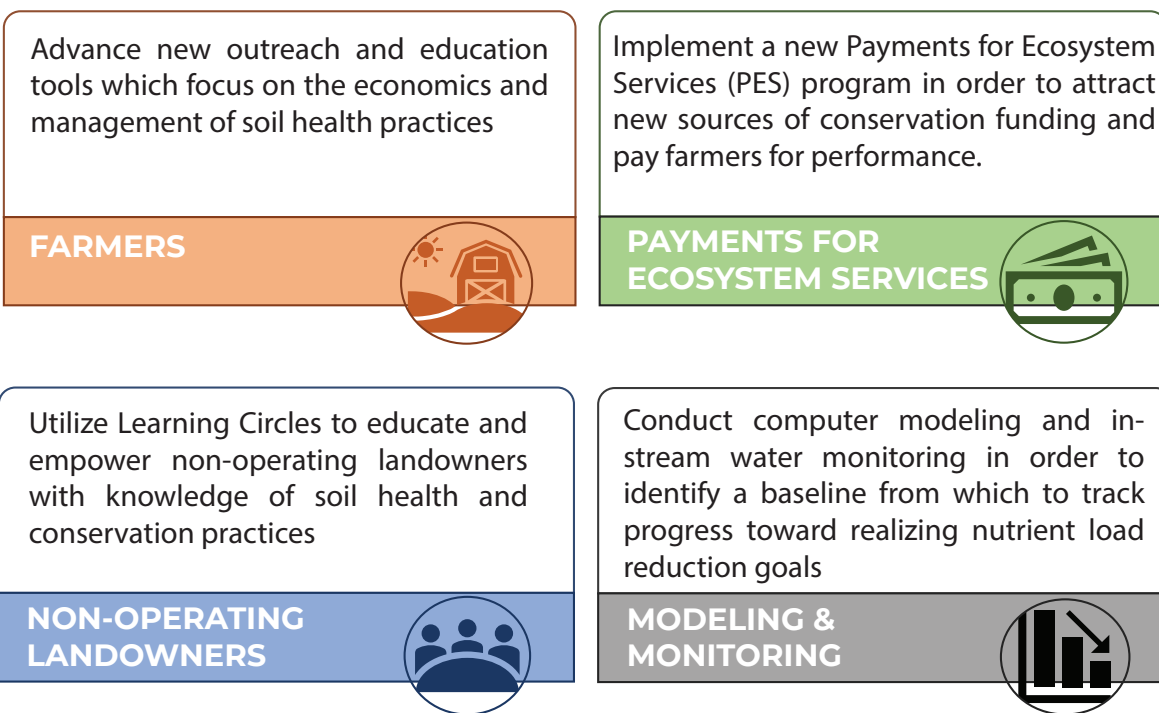 Advance new outreach and education
tools which focus on the economics and
management of soil health practices
FARMERS
Implement a new Payments for Ecosystem
Services (PES) program in order to attract
new sources of conservation funding and
pay farmers for performance.
PAYMENTS FOR
ECOSYSTEM SERVICES
Utilize Learning Circles to educate and
empower non-operating landowners
with knowledge of soil health and
conservation practices
NON-OPERATING
LANDOWNERS
Conduct computer modeling and in-
stream water monitoring in order to
identify a baseline from which to track
progress toward realizing nutrient load
reduction goals
MODELING &
MONITORING